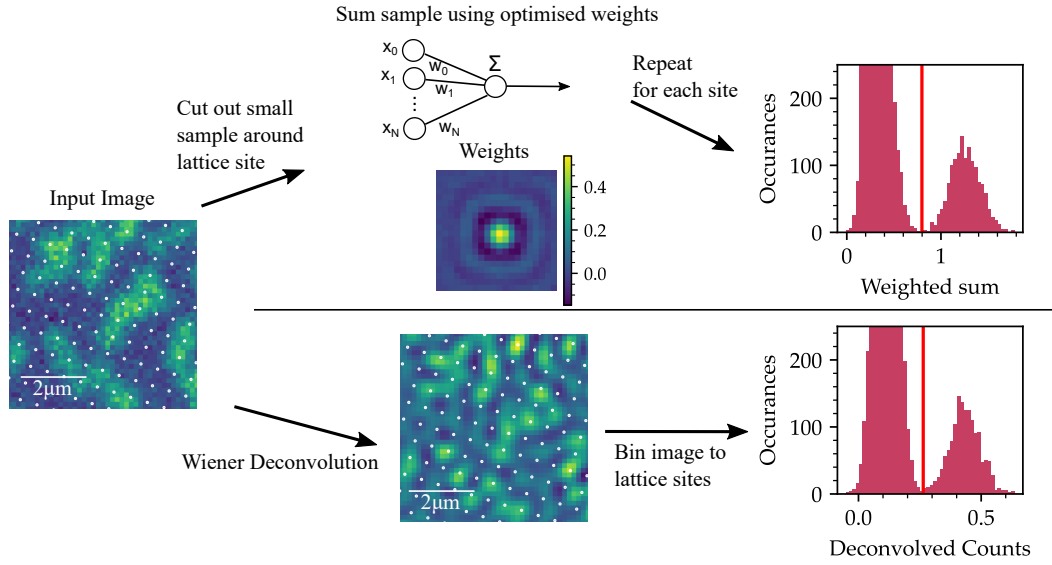 Sum sample using optimised weights
x0
x1
⋮
xN
w0
w1
wN
Σ
Repeat
for each site
Cut out small
sample around
lattice site
Weights
0.4
0.2
0.0
Input Image
2μm
200
100
0
Occurances
0
1
Weighted sum
Wiener Deconvolution
2μm
Bin image to
lattice sites
200
100
0
Occurances
0.0
0.5
Deconvolved Counts